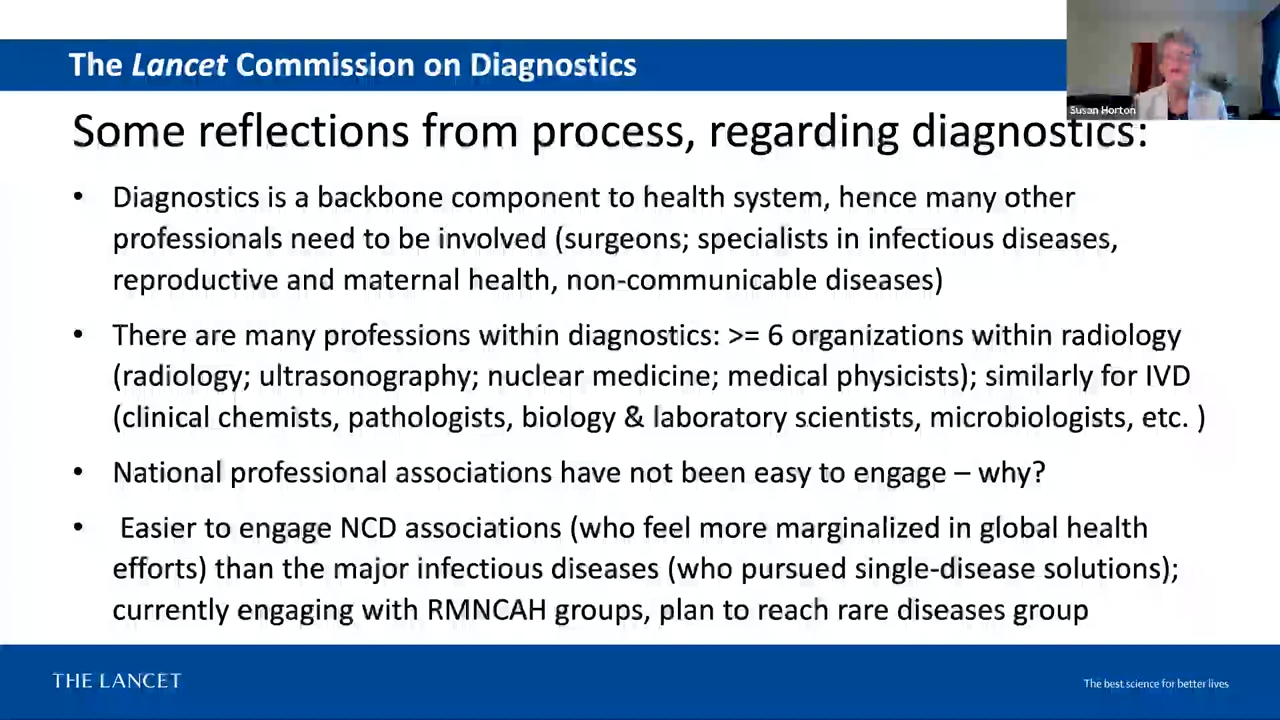 The Lancet Commission on Diagnostics
Susan Horton
Some reflections from process, regarding diagnostics:
• Diagnostics is a backbone component to health system, hence many other
professionals need to be involved (surgeons; specialists in infectious diseases,
reproductive and maternal health, non-communicable diseases)
• There are many professions within diagnostics: >= 6 organizations within radiology
(radiology; ultrasonography; nuclear medicine; medical physicists); similarly for IVD
(clinical chemists, pathologists, biology & laboratory scientists, microbiologists, etc. )
• National professional associations have not been easy to engage – why?
• Easier to engage NCD associations (who feel more marginalized in global health
efforts) than the major infectious diseases (who pursued single-disease solutions);
currently engaging with RMNCAH groups, plan to reach rare diseases group
THE LANCET
The best science for better lives